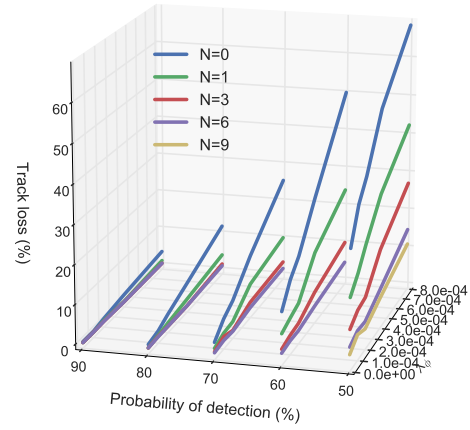 N=0
N=1
N=3
N=6
N=9
Track loss (%)
60
50
40
30
20
10
0
90
80
70
60
50
Probability of detection (%)
8.0e-04
7.0e-04
6.0e-04
5.0e-04
4.0e-04
3.0e-04
2.0e-04
1.0e-04
0.0e+00